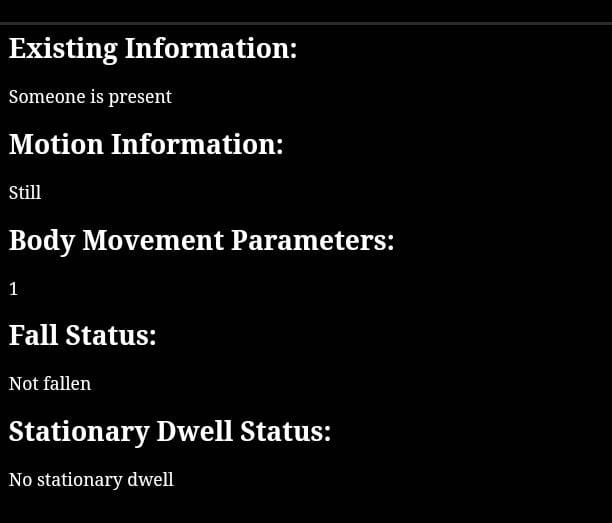 Existing Information:
Someone is present
Motion Information:
Still
Body Movement Parameters:
1
Fall Status:
Not fallen
Stationary Dwell Status:
No stationary dwell